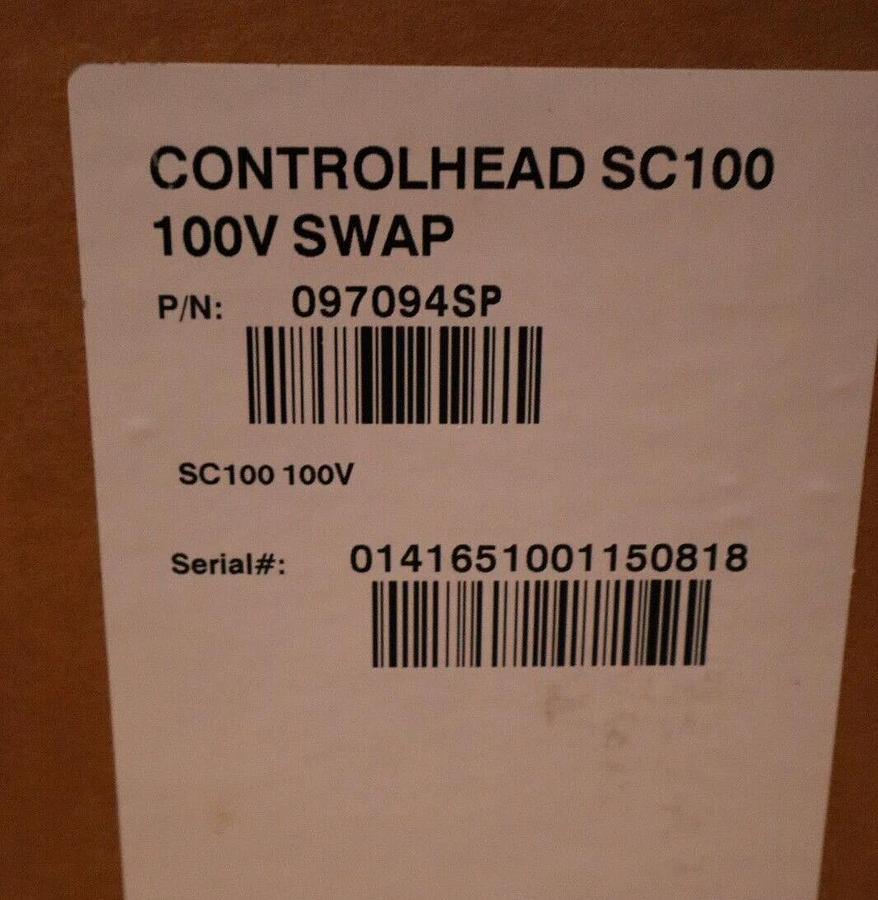 CONTROLHEAD SC100
100V SWAP
P/N: 097094SP
SC100 100V
Serial#: 0141651001150818